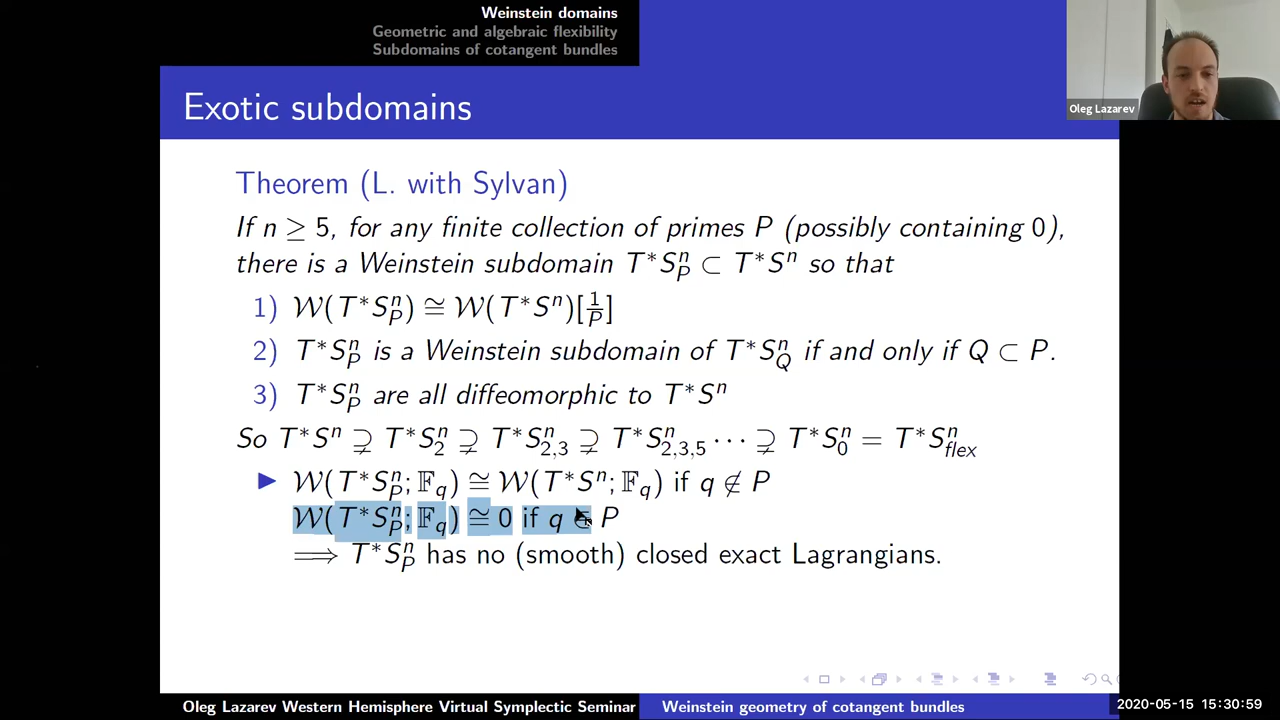 Weinstein domains
Geometric and algebraic flexibility
Subdomains of cotangent bundles
Oleg Lazarev
Exotic subdomains
Theorem (L. with Sylvan)
If n ≥ 5, for any finite collection of primes P (possibly containing 0),
there is a Weinstein subdomain T*S^n_P ⊂ T*S^n so that
1) 𝒲(T*S^n_P) ≅ 𝒲(T*S^n)[1/P]
2) T*S^n_P is a Weinstein subdomain of T*S^n_Q if and only if Q ⊂ P.
3) T*S^n_P are all diffeomorphic to T*S^n
So T*S^n ⊋ T*S^n_2 ⊋ T*S^n_{2,3} ⊋ T*S^n_{2,3,5} ··· ⊋ T*S^n_0 = T*S^n_{flex}
▶ 𝒲(T*S^n_P; 𝔽_q) ≅ 𝒲(T*S^n; 𝔽_q) if q ∉ P
𝒲(T*S^n_P; 𝔽_q) ≅ 0 if q ∈ P
⟹ T*S^n_P has no (smooth) closed exact Lagrangians.
Oleg Lazarev Western Hemisphere Virtual Symplectic Seminar
Weinstein geometry of cotangent bundles
2020-05-15 15:30:59